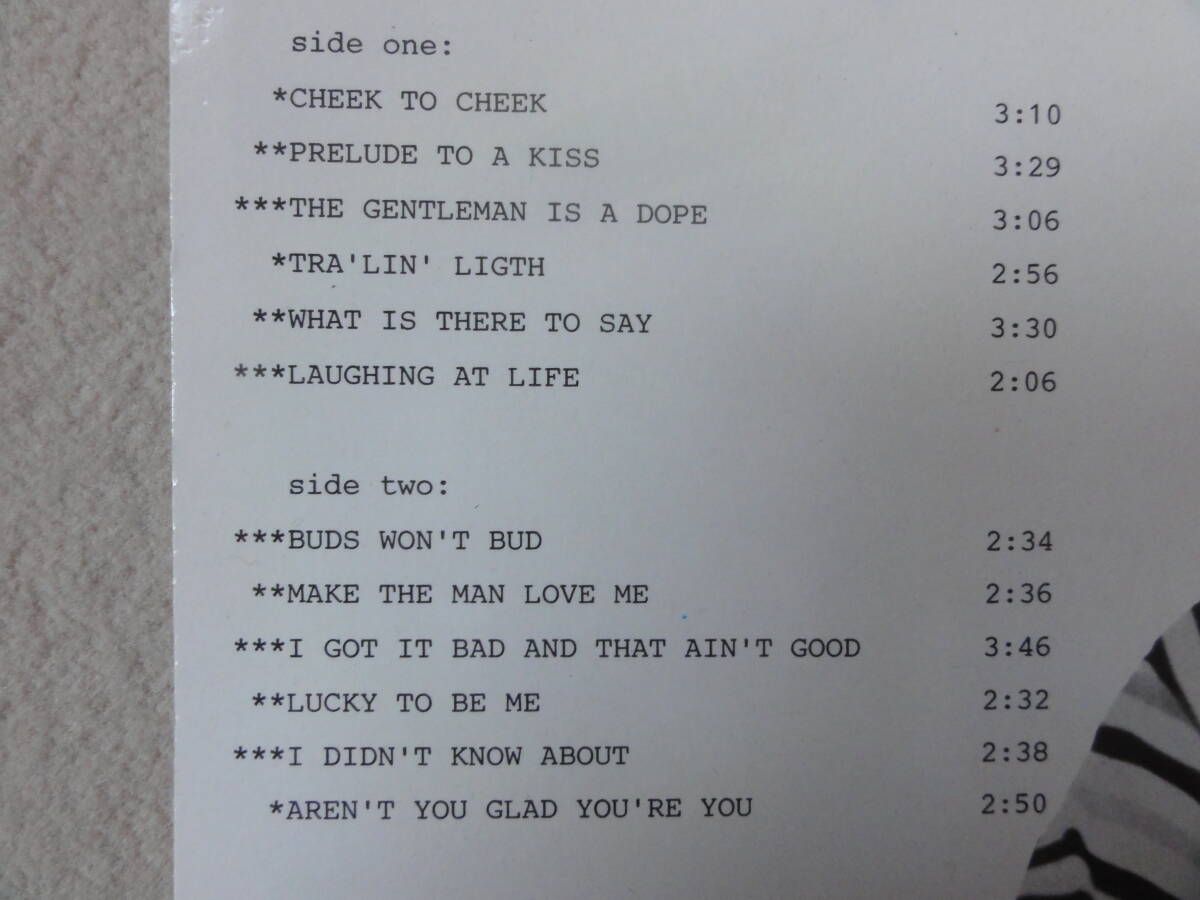 side one:
*CHEEK TO CHEEK 3:10
**PRELUDE TO A KISS 3:29
***THE GENTLEMAN IS A DOPE 3:06
*TRA'LIN' LIGTH 2:56
**WHAT IS THERE TO SAY 3:30
***LAUGHING AT LIFE 2:06
side two:
***BUDS WON'T BUD 2:34
**MAKE THE MAN LOVE ME 2:36
***I GOT IT BAD AND THAT AIN'T GOOD 3:46
**LUCKY TO BE ME 2:32
***I DIDN'T KNOW ABOUT 2:38
*AREN'T YOU GLAD YOU'RE YOU 2:50